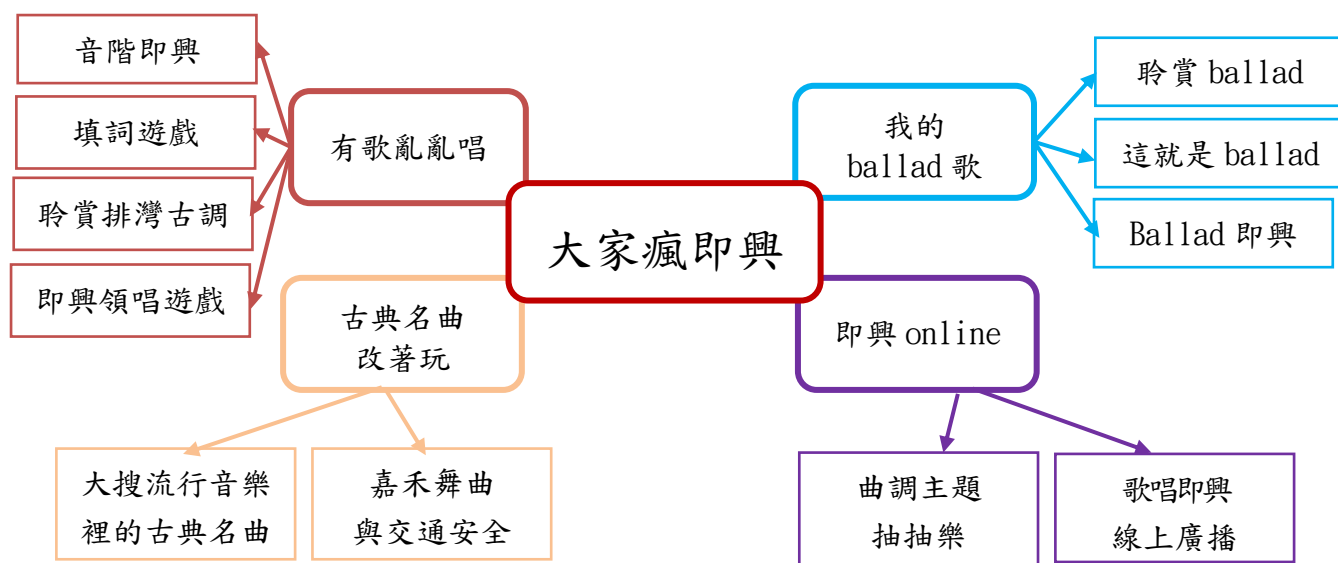 音階即興
填詞遊戲
聆賞排灣古調
即興領唱遊戲
有歌亂亂唱
我的
ballad 歌
聆賞 ballad
這就是 ballad
Ballad 即興
大家瘋即興
古典名曲
改著玩
即興 online
大搜流行音樂
裡的古典名曲
嘉禾舞曲
與交通安全
曲調主題
抽抽樂
歌唱即興
線上廣播